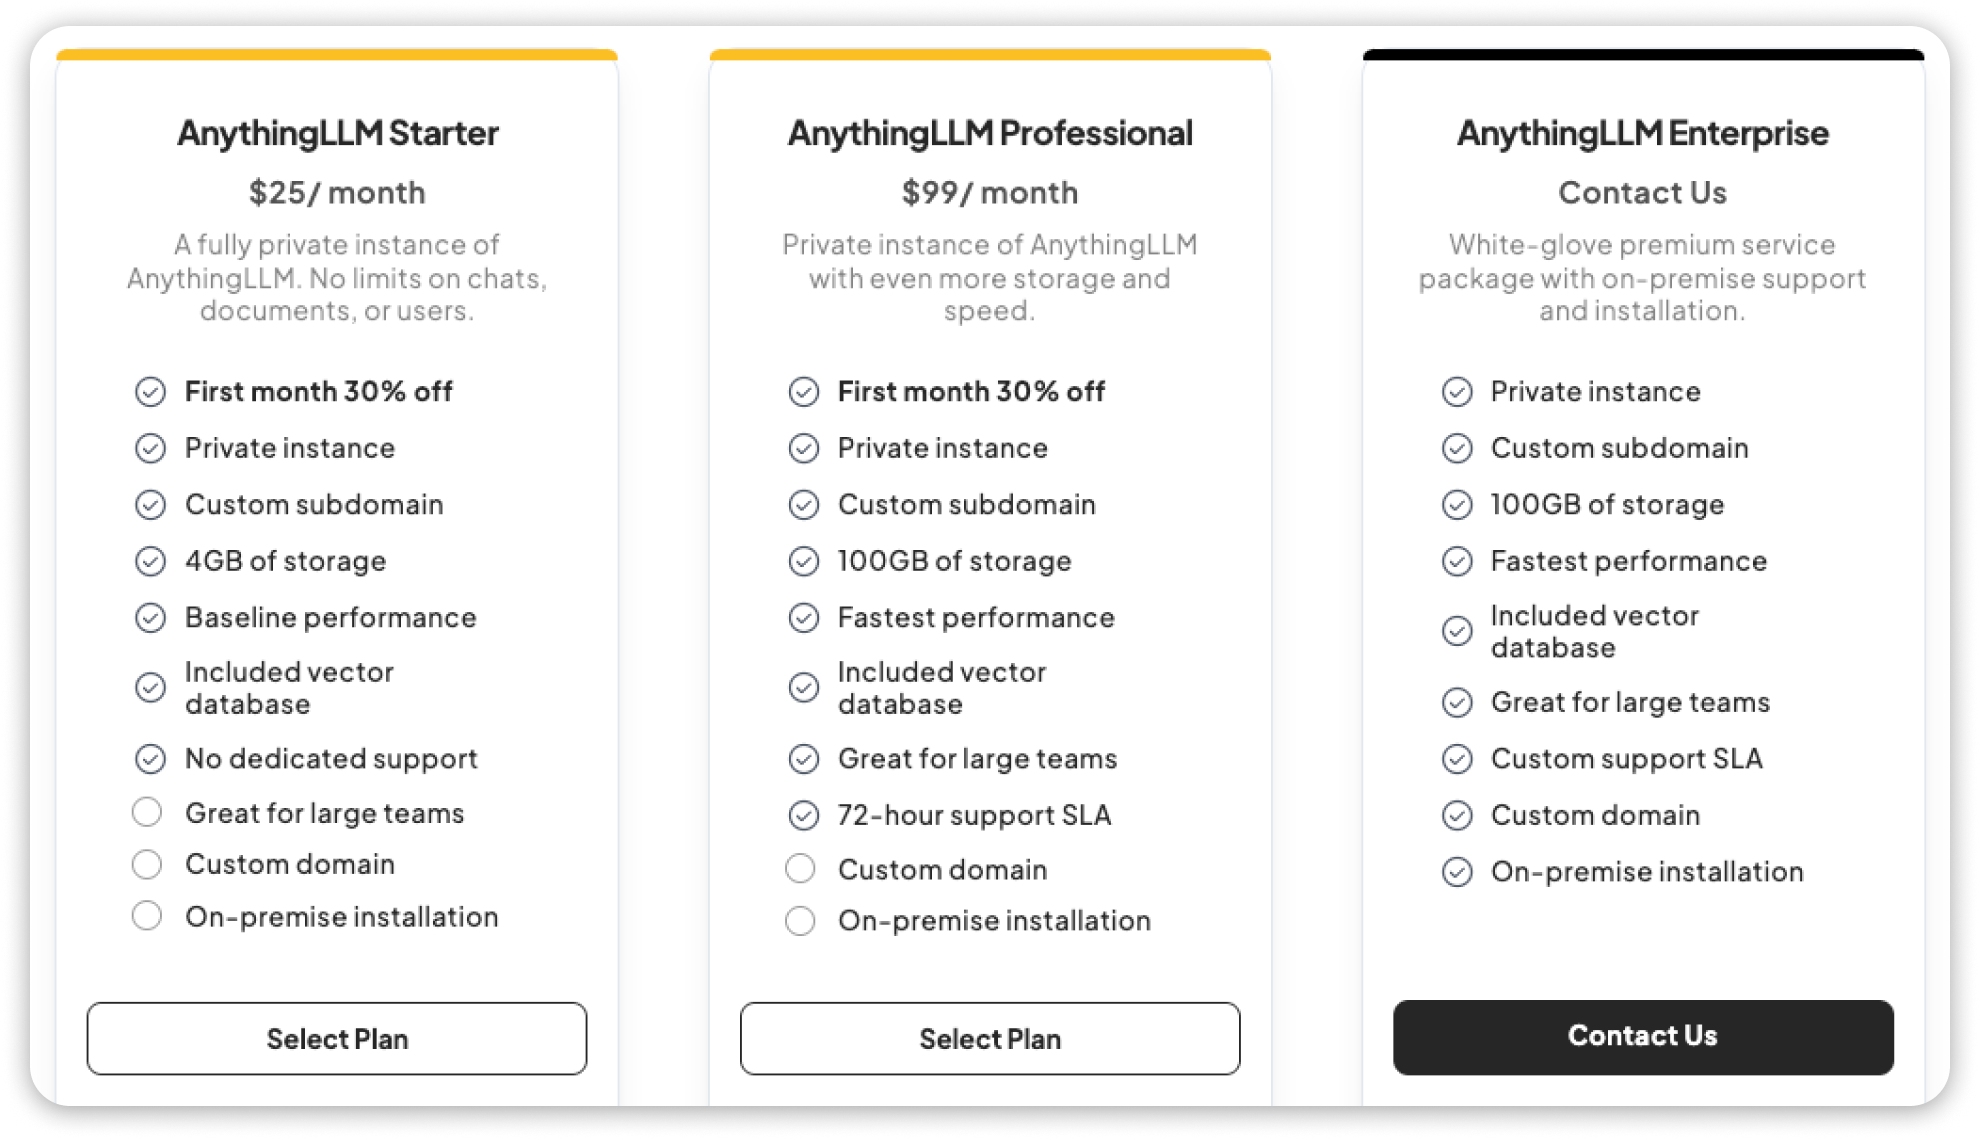 AnythingLLM Starter
$25/ month
A fully private instance of
AnythingLLM. No limits on chats,
documents, or users.
First month 30% off
Private instance
Custom subdomain
4GB of storage
Baseline performance
Included vector
database
No dedicated support
Great for large teams
Custom domain
On-premise installation
Select Plan
AnythingLLM Professional
$99/ month
Private instance of AnythingLLM
with even more storage and
speed.
First month 30% off
Private instance
Custom subdomain
100GB of storage
Fastest performance
Included vector
database
Great for large teams
72-hour support SLA
Custom domain
On-premise installation
Select Plan
AnythingLLM Enterprise
Contact Us
White-glove premium service
package with on-premise support
and installation.
Private instance
Custom subdomain
100GB of storage
Fastest performance
Included vector
database
Great for large teams
Custom support SLA
Custom domain
On-premise installation
Contact Us